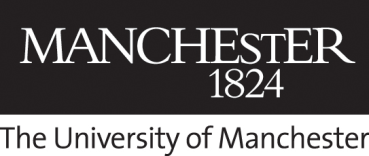 MANCHEsTER
1824
The University of Manchester